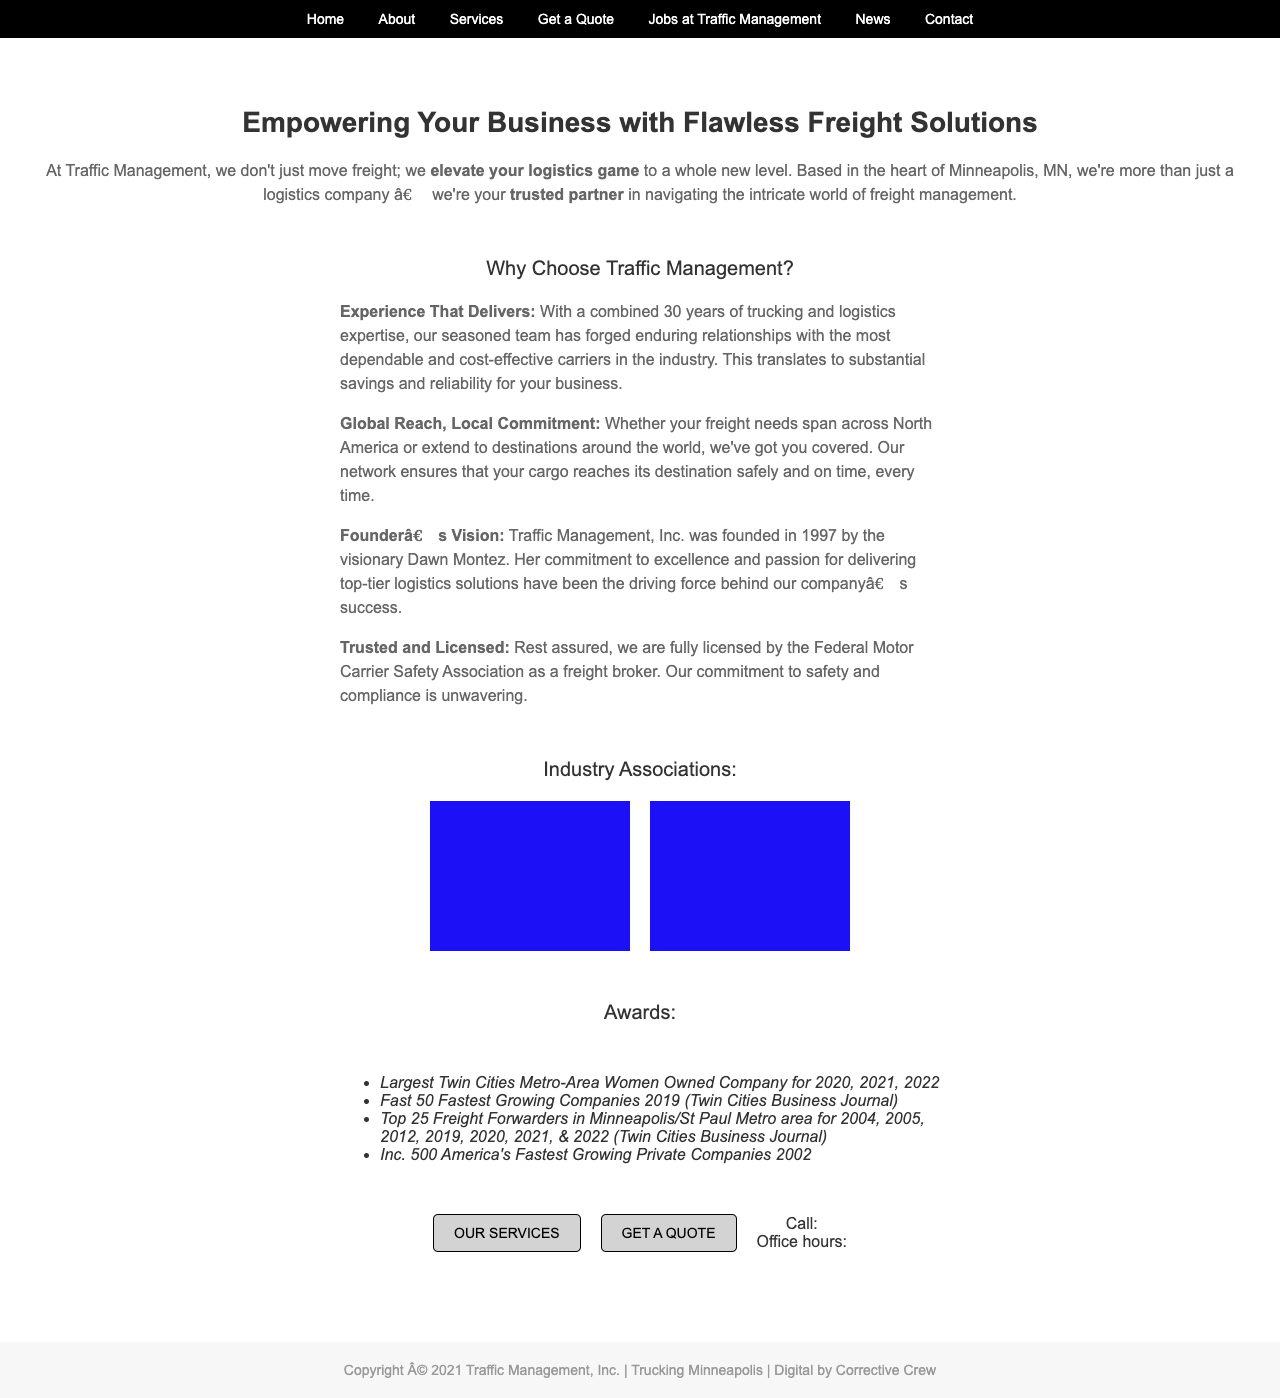 Home About Services Get a Quote Jobs at Traffic Management News Contact
Empowering Your Business with Flawless Freight Solutions
At Traffic Management, we don't just move freight; we elevate your logistics game to a whole new level. Based in the heart of Minneapolis, MN, we're more than just a
logistics company â€ we're your trusted partner in navigating the intricate world of freight management.
Why Choose Traffic Management?
Experience That Delivers: With a combined 30 years of trucking and logistics
expertise, our seasoned team has forged enduring relationships with the most
dependable and cost-effective carriers in the industry. This translates to substantial
savings and reliability for your business.
Global Reach, Local Commitment: Whether your freight needs span across North
America or extend to destinations around the world, we've got you covered. Our
network ensures that your cargo reaches its destination safely and on time, every
time.
Founderâ€ s Vision: Traffic Management, Inc. was founded in 1997 by the
visionary Dawn Montez. Her commitment to excellence and passion for delivering
top-tier logistics solutions have been the driving force behind our companyâ€ s
success.
Trusted and Licensed: Rest assured, we are fully licensed by the Federal Motor
Carrier Safety Association as a freight broker. Our commitment to safety and
compliance is unwavering.
Industry Associations:
Awards:
• Largest Twin Cities Metro-Area Women Owned Company for 2020, 2021, 2022
• Fast 50 Fastest Growing Companies 2019 (Twin Cities Business Journal)
• Top 25 Freight Forwarders in Minneapolis/St Paul Metro area for 2004, 2005,
2012, 2019, 2020, 2021, & 2022 (Twin Cities Business Journal)
• Inc. 500 America's Fastest Growing Private Companies 2002
OUR SERVICES GET A QUOTE Call:
Office hours:
Copyright Â© 2021 Traffic Management, Inc. | Trucking Minneapolis | Digital by Corrective Crew